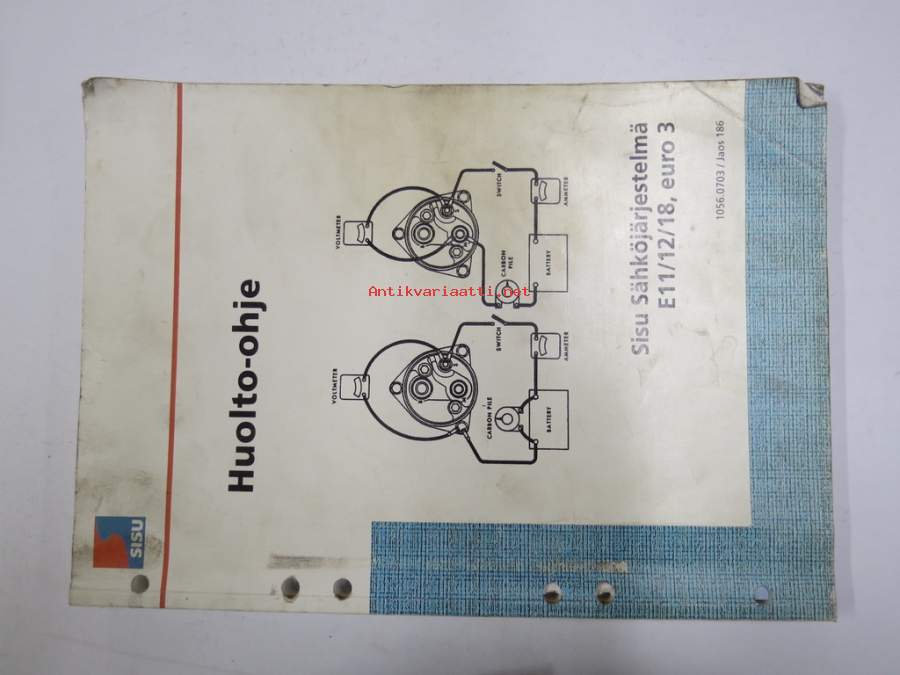 SISU
Huolto-ohje
VOLTMETER
SWITCH
CARBON PILE
BATTERY
AMMETER
VOLTMETER
SWITCH
CARBON
PILE
BATTERY
AMMETER
Antikvariaatti.net
Sisu Sähköjärjestelmä
E11/12/18, euro 3
1056.0703 / Jaos 186